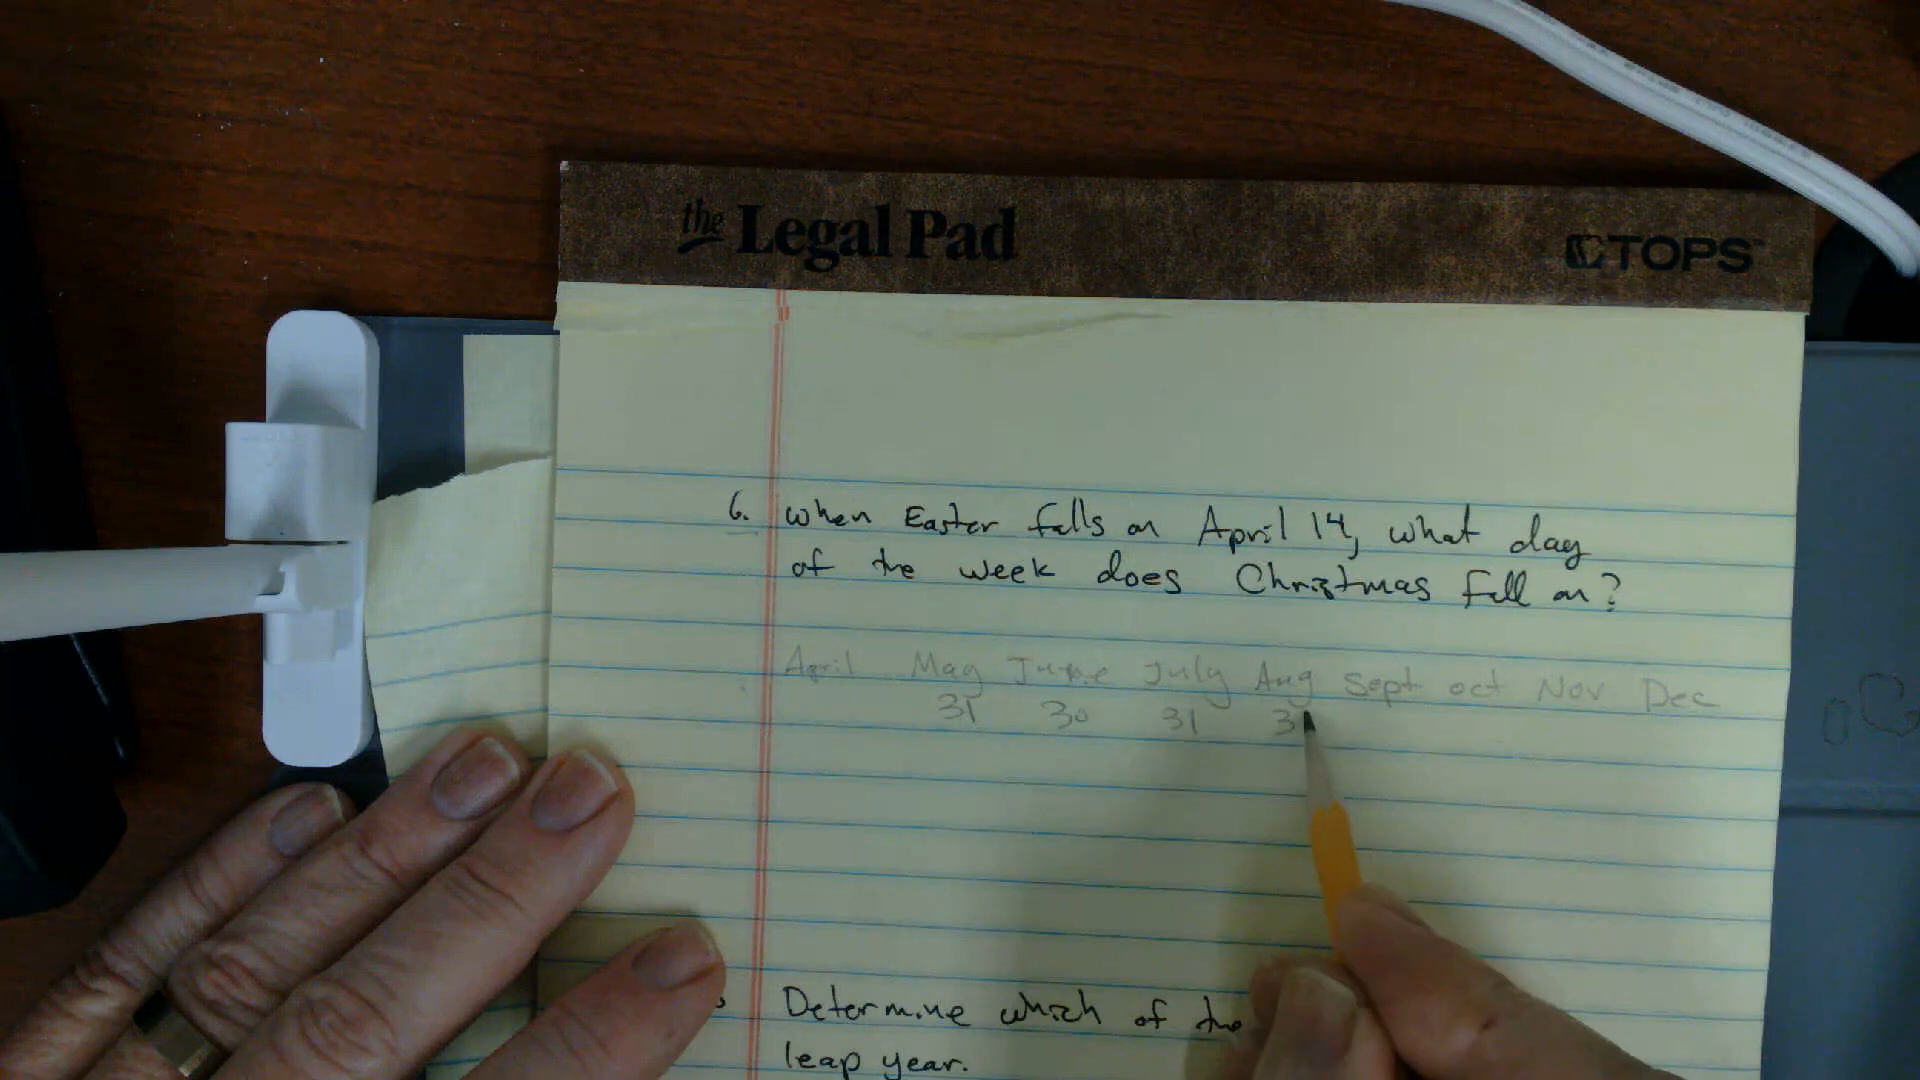 the Legal Pad TOPS
6. When Easter falls on April 14, what day
of the week does Christmas fall on?
April May June July Aug Sept oct Nov Dec
31 30 31 31
Determine which of the
leap year.